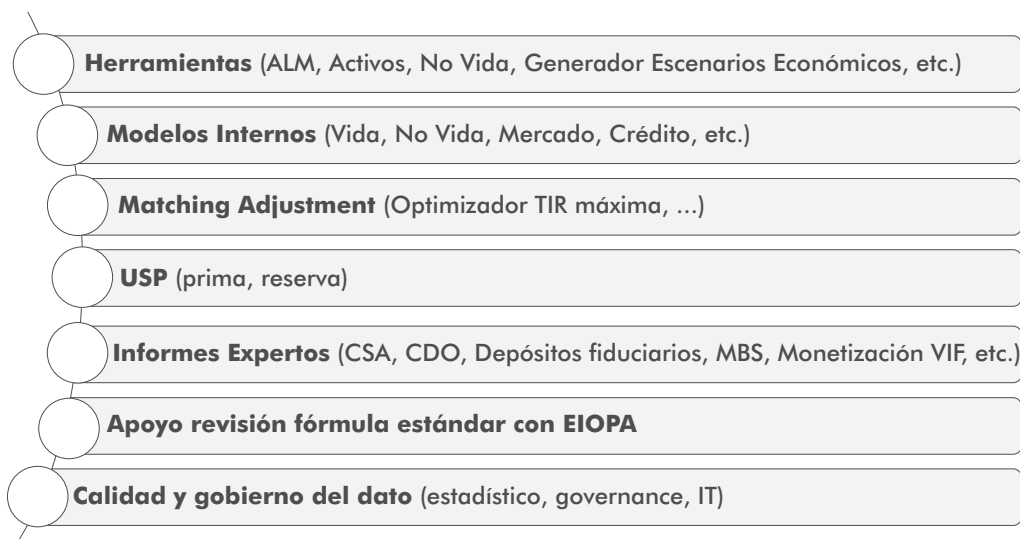 Herramientas (ALM, Activos, No Vida, Generador Escenarios Económicos, etc.)
Modelos Internos (Vida, No Vida, Mercado, Crédito, etc.)
Matching Adjustment (Optimizador TIR máxima, ...)
USP (prima, reserva)
Informes Expertos (CSA, CDO, Depósitos fiduciarios, MBS, Monetización VIF, etc.)
Apoyo revisión fórmula estándar con EIOPA
Calidad y gobierno del dato (estadístico, governance, IT)